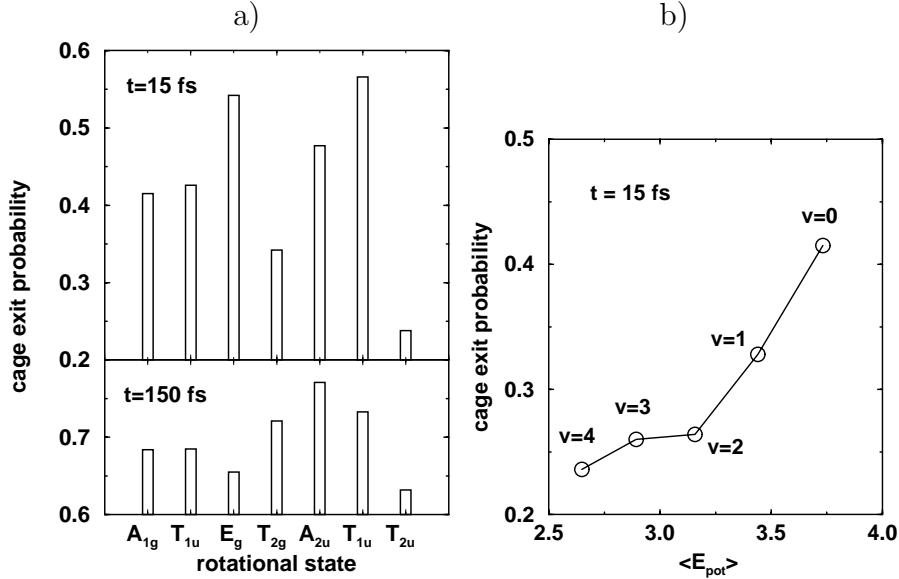 a)
b)
0.6
t=15 fs
0.5
0.4
0.3
0.2
cage exit probability
t=150 fs
0.7
0.6
A1g T1u Eg T2g A2u T1u T2u
rotational state
0.5
t = 15 fs
v=0
0.4
v=1
0.3
v=3
v=4
v=2
0.2
cage exit probability
2.5 3.0 3.5 4.0
<Epot>